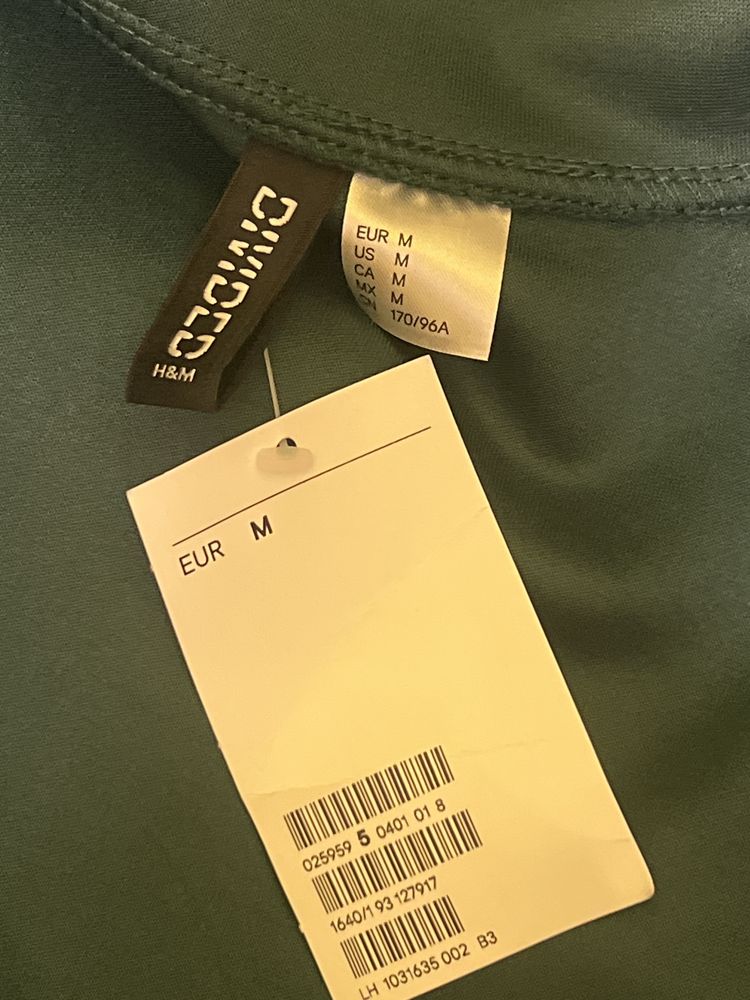 DIVIDED
H&M
EUR M
US M
CA M
MX M
CN 170/96A
EUR M
025959 5 0401 01 8
1640/1 93 127917
LH 1031635 002 B3